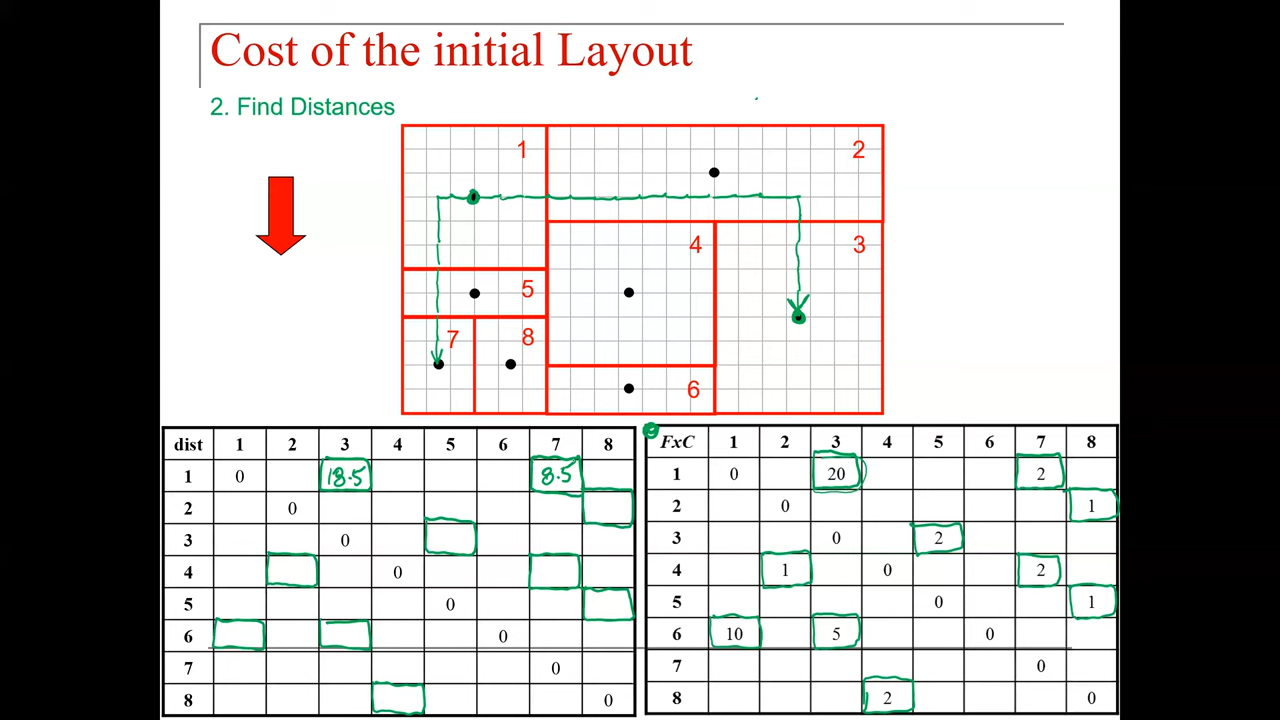 Cost of the initial Layout
2. Find Distances
1 2
4 3
5
7 8
6
dist 1 2 3 4 5 6 7 8
1 0 18.5 8.5
2 0
3 0
4 0
5 0
6 0
7 0
8 0
FxC 1 2 3 4 5 6 7 8
1 0 20 2
2 0 1
3 0 2
4 1 0 2
5 0 1
6 10 5 0
7 0
8 2 0